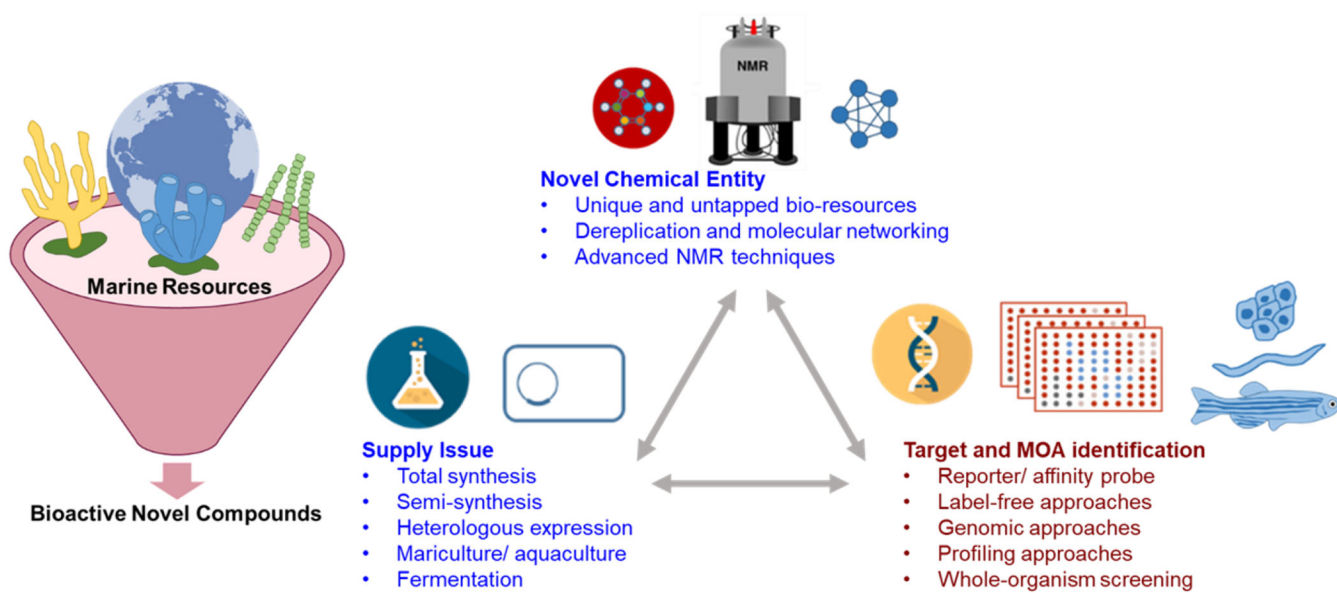 NMR
Novel Chemical Entity
• Unique and untapped bio-resources
• Dereplication and molecular networking
• Advanced NMR techniques
Marine Resources
Bioactive Novel Compounds
Supply Issue
• Total synthesis
• Semi-synthesis
• Heterologous expression
• Mariculture/ aquaculture
• Fermentation
Target and MOA identification
• Reporter/ affinity probe
• Label-free approaches
• Genomic approaches
• Profiling approaches
• Whole-organism screening